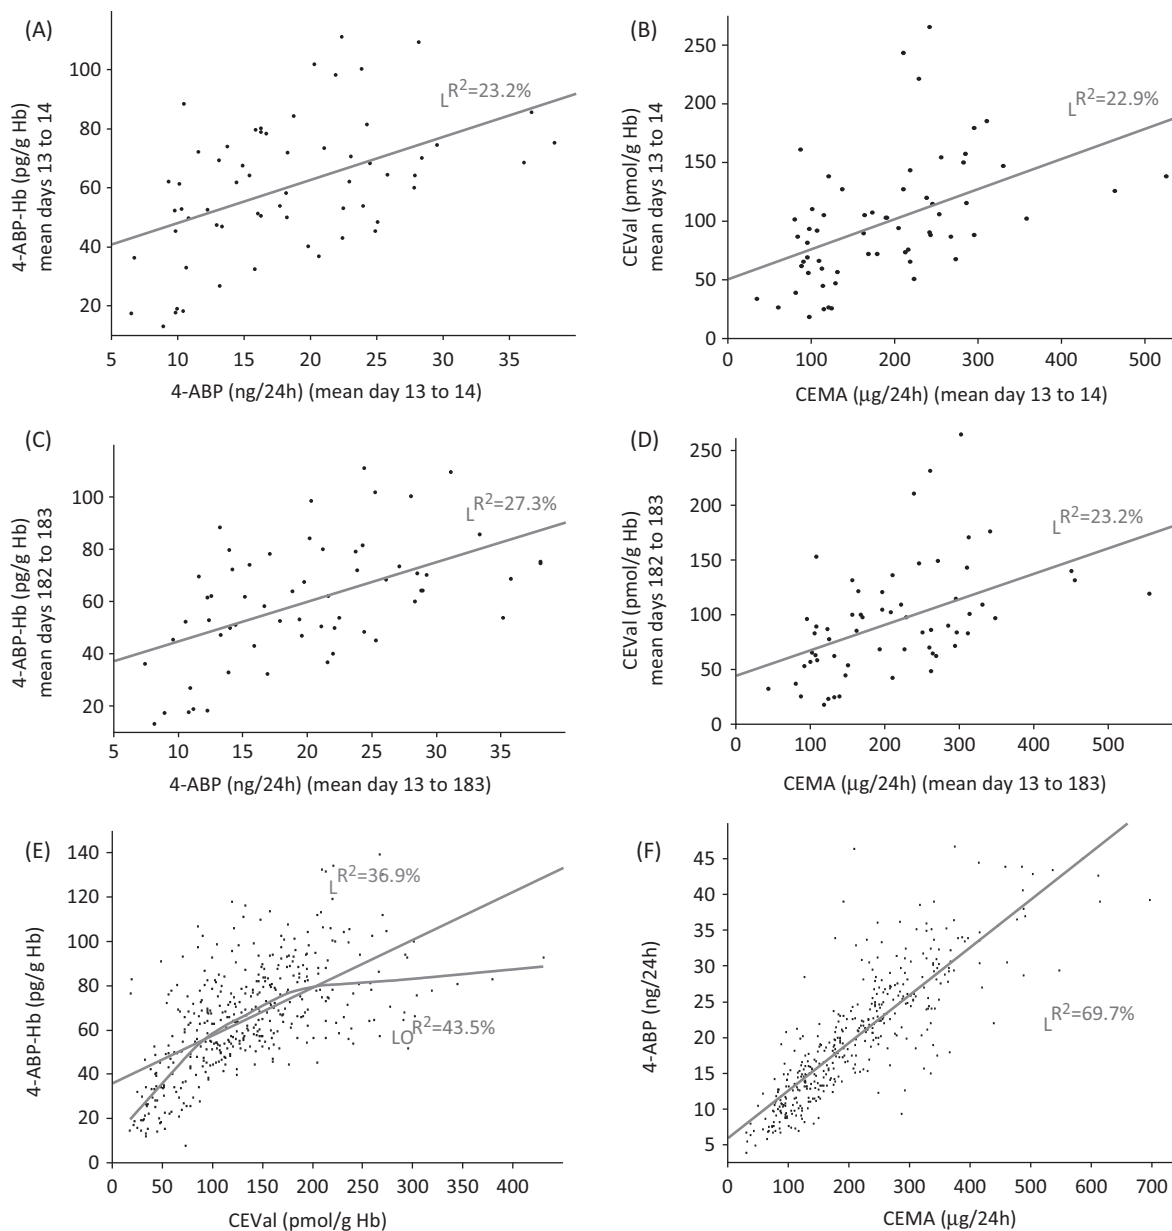 (A)
4-ABP-Hb (pg/g Hb)
mean days 13 to 14
100
80
60
40
20
L R²=23.2%
5 10 15 20 25 30 35
4-ABP (ng/24h) (mean day 13 to 14)
(B)
CEVal (pmol/g Hb)
mean days 13 to 14
250
200
150
100
50
0
L R²=22.9%
0 100 200 300 400 500
CEMA (μg/24h) (mean day 13 to 14)
(C)
4-ABP-Hb (pg/g Hb)
mean days 182 to 183
100
80
60
40
20
L R²=27.3%
5 10 15 20 25 30 35
4-ABP (ng/24h) (mean day 13 to 183)
(D)
CEVal (pmol/g Hb)
mean days 182 to 183
250
200
150
100
50
0
L R²=23.2%
0 100 200 300 400 500
CEMA (μg/24h) (mean day 13 to 183)
(E)
4-ABP-Hb (pg/g Hb)
140
120
100
80
60
40
20
0
L R²=36.9%
LO R²=43.5%
0 50 100 150 200 250 300 350 400
CEVal (pmol/g Hb)
(F)
4-ABP (ng/24h)
45
40
35
30
25
20
15
10
5
L R²=69.7%
0 100 200 300 400 500 600 700
CEMA (μg/24h)